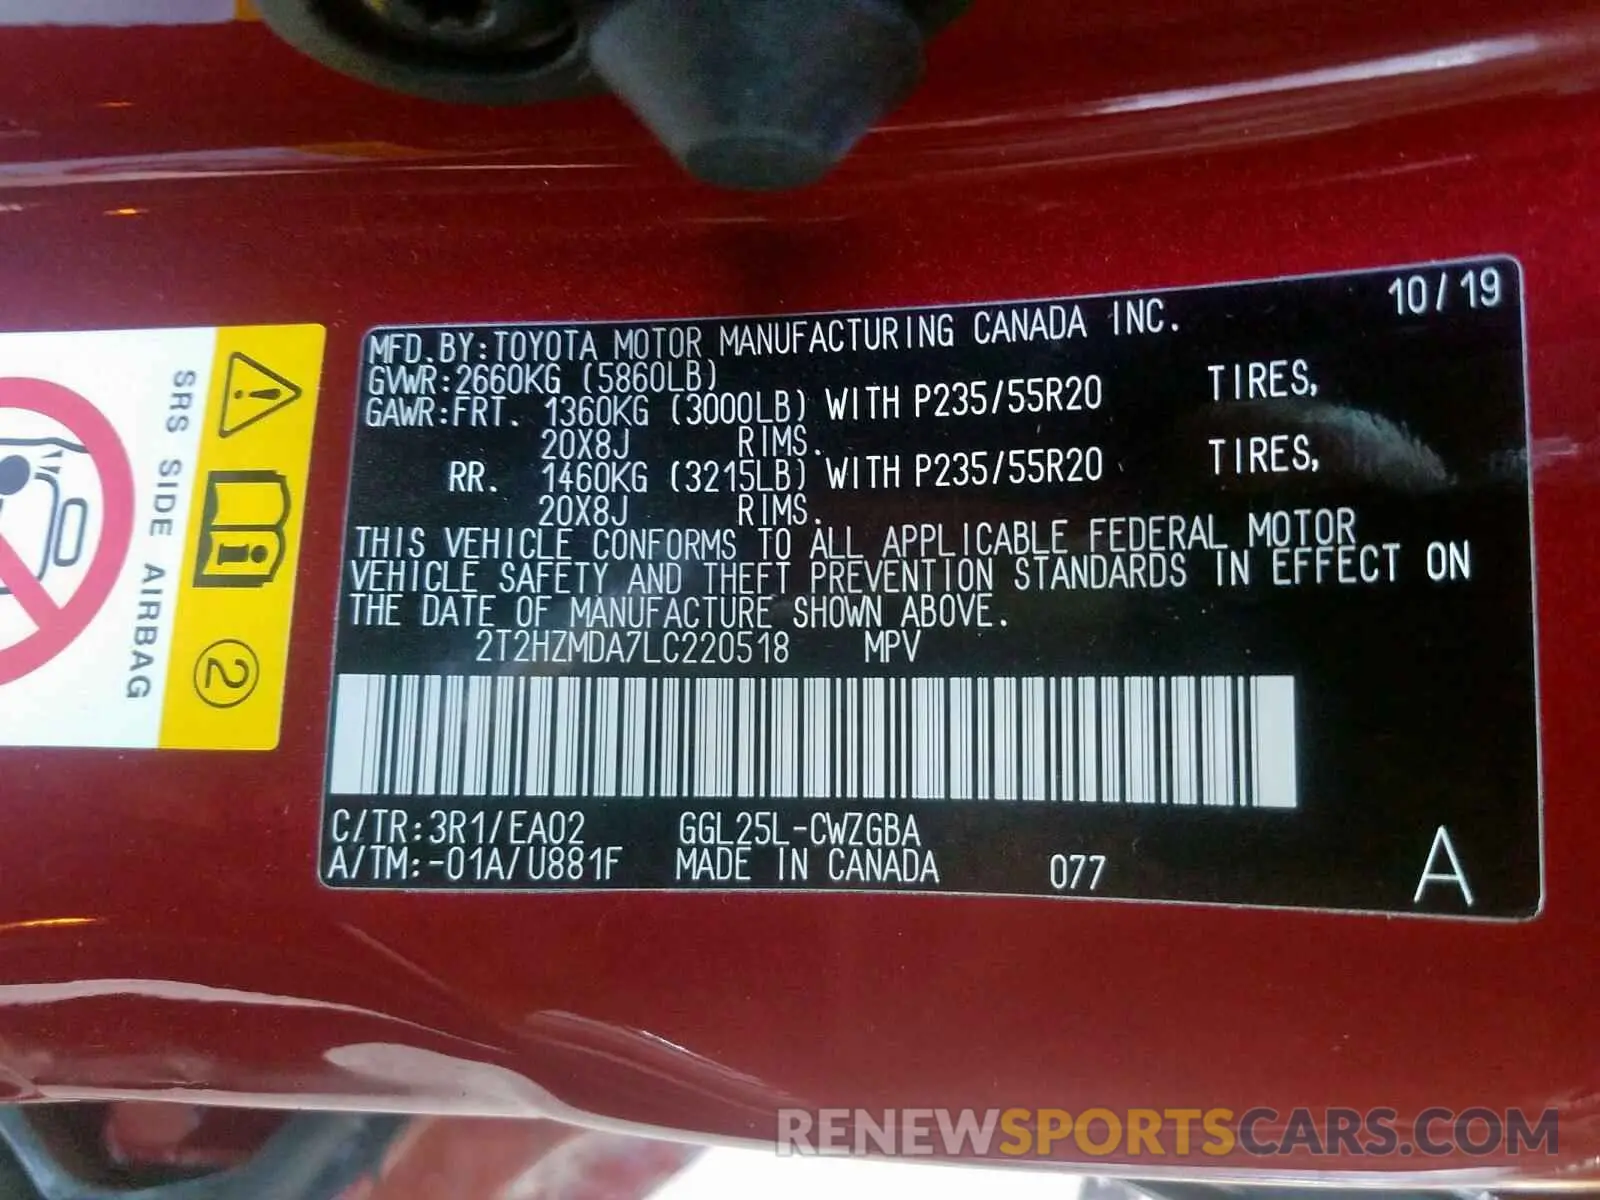 10/19
MFD.BY:TOYOTA MOTOR MANUFACTURING CANADA INC.
GVWR:2660KG (5860LB)
GAWR:FRT. 1360KG (3000LB) WITH P235/55R20 TIRES,
20X8J RIMS.
RR. 1460KG (3215LB) WITH P235/55R20 TIRES,
20X8J RIMS.
THIS VEHICLE CONFORMS TO ALL APPLICABLE FEDERAL MOTOR
VEHICLE SAFETY AND THEFT PREVENTION STANDARDS IN EFFECT ON
THE DATE OF MANUFACTURE SHOWN ABOVE.
2T2HZMDA7LC220518 MPV
C/TR:3R1/EA02 GGL25L-CWZGBA
A/TM:-01A/U881F MADE IN CANADA 077 A
SRS SIDE AIRBAG
2
RENEWSPORTSCARS.COM